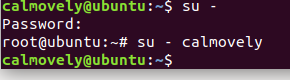 calmovely@ubuntu:~$ su -
Password:
root@ubuntu:~# su - calmovely
calmovely@ubuntu:~$